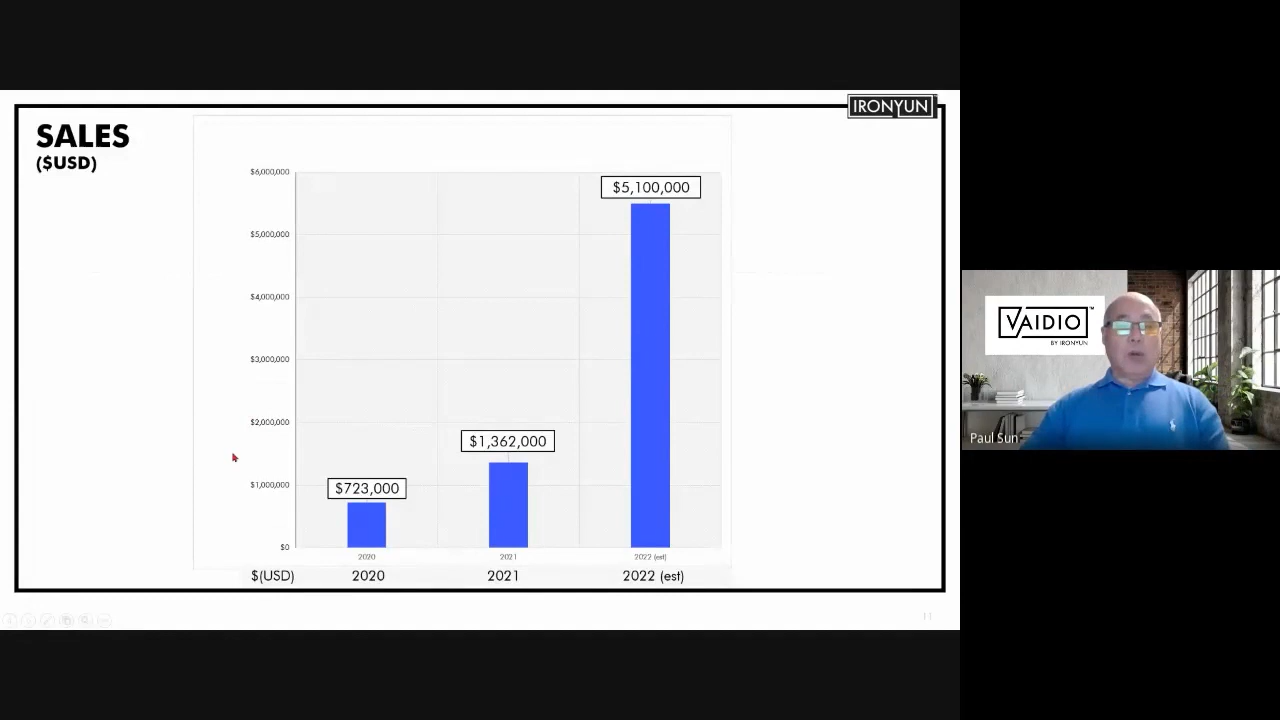 IRONYUN
SALES
($USD)
$6,000,000
$5,000,000
$4,000,000
$3,000,000
$2,000,000
$1,000,000
$0
$723,000
$1,362,000
$5,100,000
2020
2021
2022 (est)
$(USD)
2020
2021
2022 (est)
11
VAIDIO™
BY IRONYUN
Paul Sun